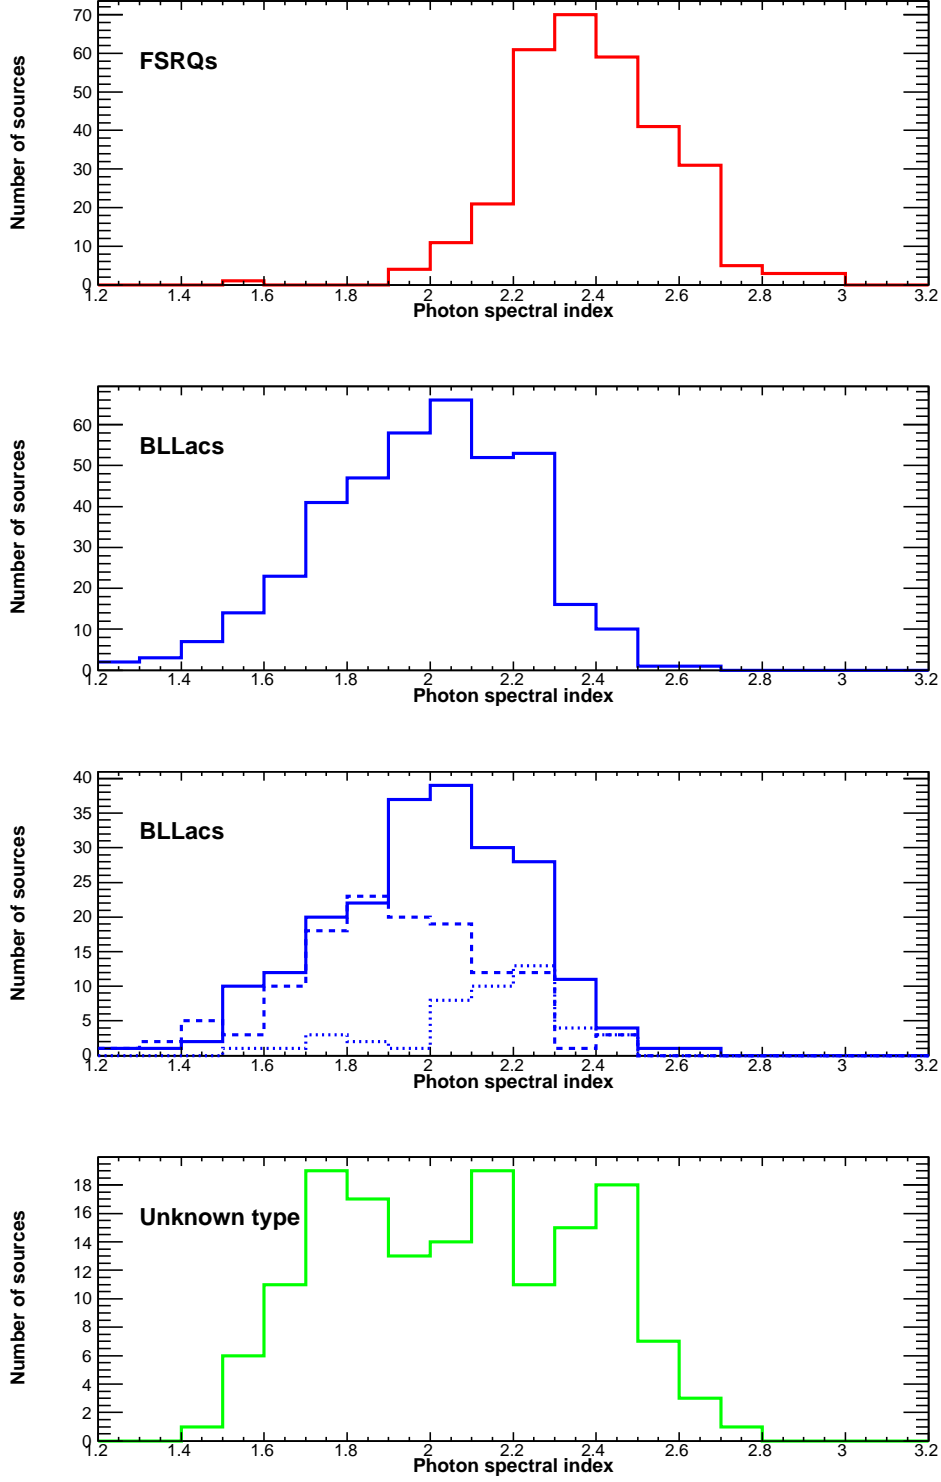 Number of sources
70
60
50
40
30
20
10
0
FSRQs
1.2 1.4 1.6 1.8 2 2.2 2.4 2.6 2.8 3 3.2
Photon spectral index
Number of sources
60
50
40
30
20
10
0
BLLacs
1.2 1.4 1.6 1.8 2 2.2 2.4 2.6 2.8 3 3.2
Photon spectral index
Number of sources
40
35
30
25
20
15
10
5
0
BLLacs
1.2 1.4 1.6 1.8 2 2.2 2.4 2.6 2.8 3 3.2
Photon spectral index
Number of sources
18
16
14
12
10
8
6
4
2
0
Unknown type
1.2 1.4 1.6 1.8 2 2.2 2.4 2.6 2.8 3 3.2
Photon spectral index